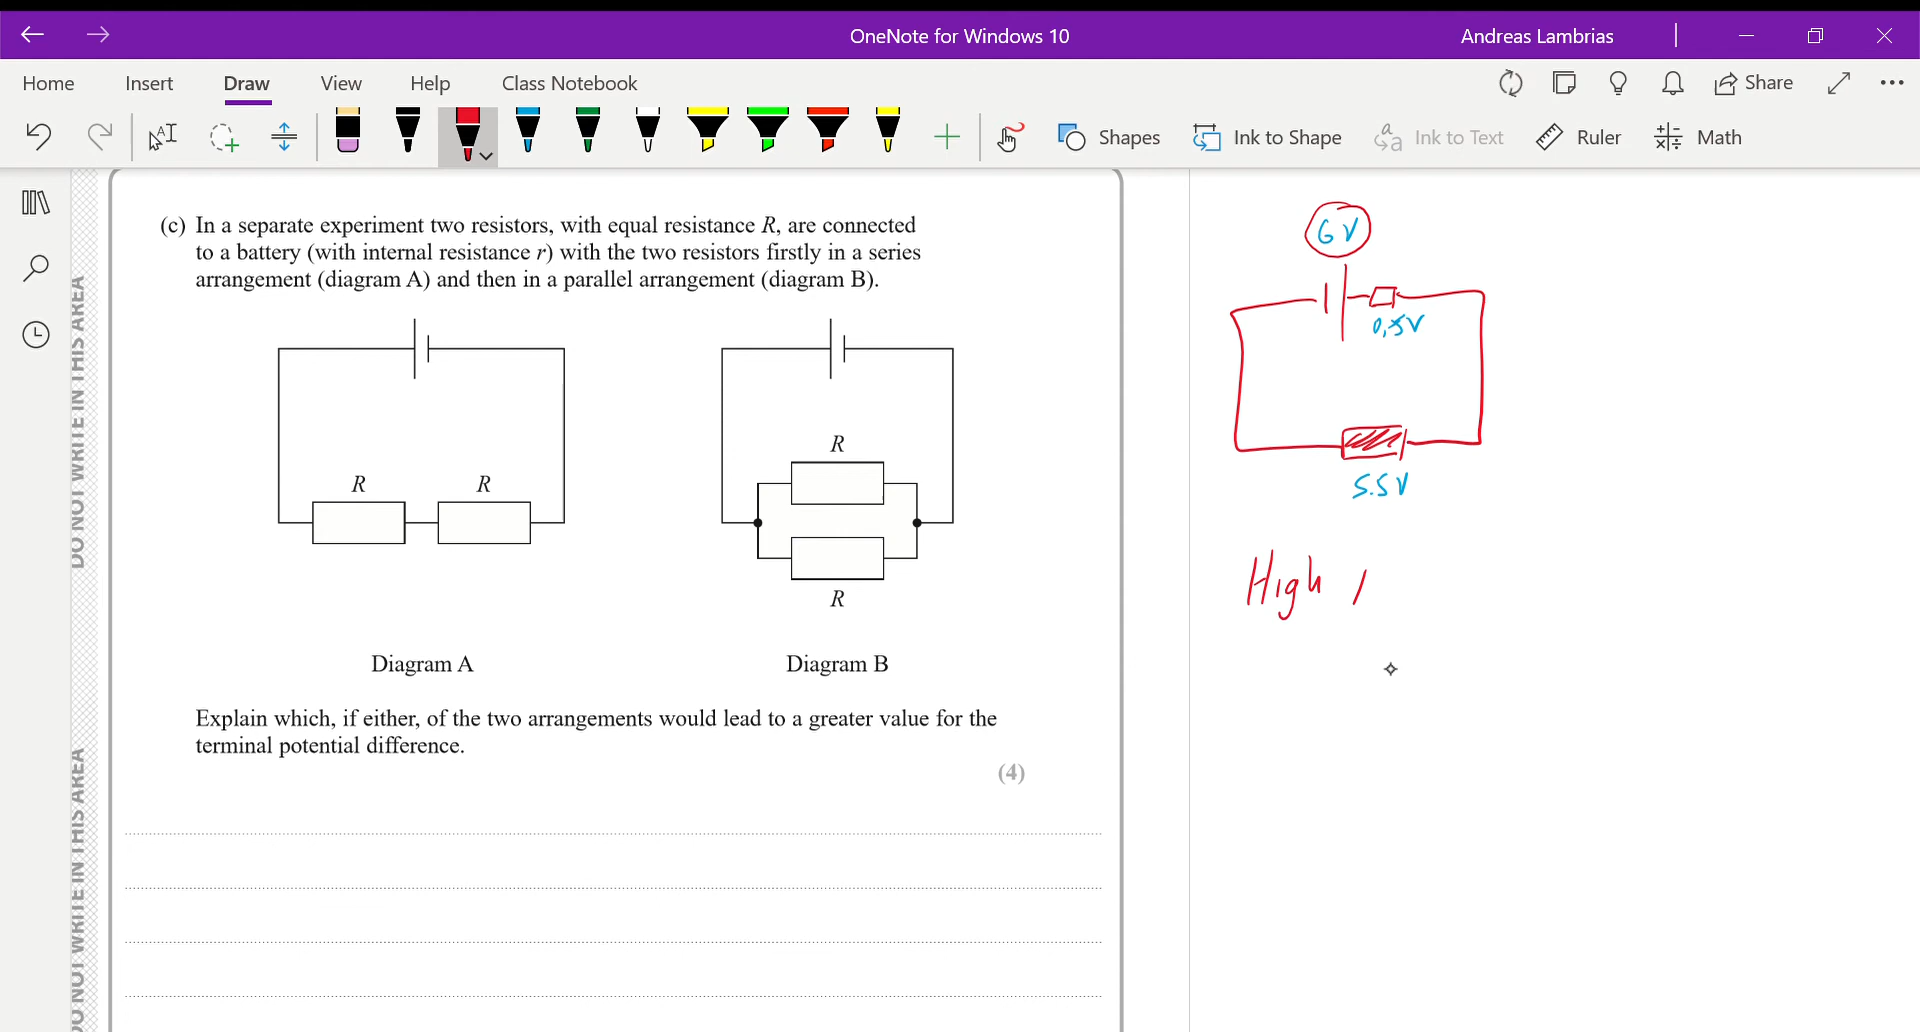 OneNote for Windows 10
Andreas Lambrias
Home Insert Draw View Help Class Notebook
Share
Shapes Ink to Shape Ink to Text Ruler Math
DO NOT WRITE IN THIS AREA
DO NOT WRITE IN THIS AREA
(c) In a separate experiment two resistors, with equal resistance R, are connected
to a battery (with internal resistance r) with the two resistors firstly in a series
arrangement (diagram A) and then in a parallel arrangement (diagram B).
R R
R
R
Diagram A
Diagram B
Explain which, if either, of the two arrangements would lead to a greater value for the
terminal potential difference.
(4)
6 V
0,5V
5.5 V
High